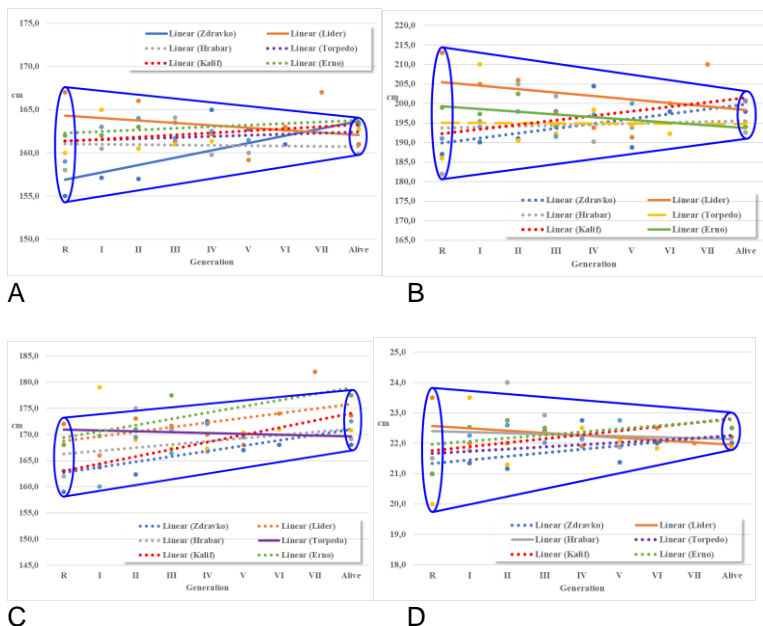 175,0
170,0
cm
165,0
160,0
155,0
150,0
Linear (Zdravko) Linear (Lider)
Linear (Hrabar) Linear (Torpedo)
Linear (Kalif) Linear (Erno)
R I II III IV V VI VII Alive
Generation
A
220,0
215,0
210,0
205,0
cm
200,0
195,0
190,0
185,0
180,0
175,0
170,0
165,0
Linear (Zdravko) Linear (Lider)
Linear (Hrabar) Linear (Torpedo)
Linear (Kalif) Linear (Erno)
R I II III IV V VI VII Alive
Generation
B
185,0
180,0
175,0
cm
170,0
165,0
160,0
155,0
150,0
145,0
Linear (Zdravko) Linear (Lider)
Linear (Hrabar) Linear (Torpedo)
Linear (Kalif) Linear (Erno)
R I II III IV V VI VII Alive
Generation
C
25,0
24,0
cm
23,0
22,0
21,0
20,0
19,0
18,0
Linear (Zdravko) Linear (Lider)
Linear (Hrabar) Linear (Torpedo)
Linear (Kalif) Linear (Erno)
R I II III IV V VI VII Alive
Generation
D